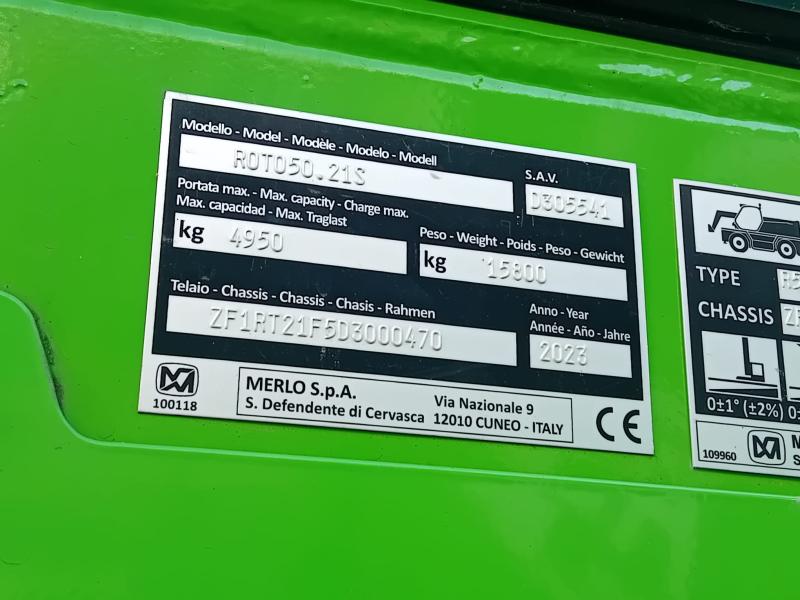 Modello - Model - Modèle - Modelo - Modell
ROTO50.21S
S.A.V.
D305541
Portata max. - Max. capacity - Charge max.
Max. capacidad - Max. Traglast
kg 4950
Peso - Weight - Poids - Peso - Gewicht
kg 15800
Telaio - Chassis - Chassis - Chasis - Rahmen
ZF1RT21F5D3000470
Anno - Year
Année - Año - Jahre
2023
100118
MERLO S.p.A.
S. Defendente di Cervasca
Via Nazionale 9
12010 CUNEO - ITALY
CE
TYPE
CHASSIS
0±1° (±2%)
109960